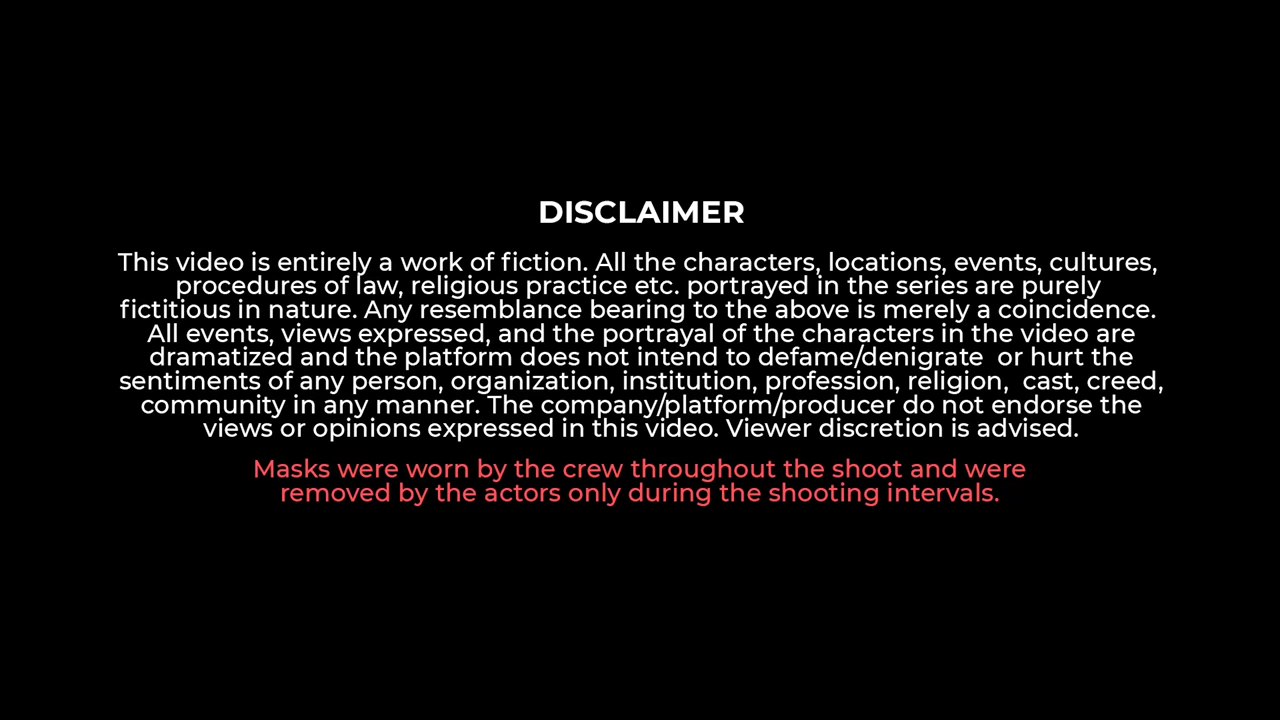 DISCLAIMER
This video is entirely a work of fiction. All the characters, locations, events, cultures,
procedures of law, religious practice etc. portrayed in the series are purely
fictitious in nature. Any resemblance bearing to the above is merely a coincidence.
All events, views expressed, and the portrayal of the characters in the video are
dramatized and the platform does not intend to defame/denigrate  or hurt the
sentiments of any person, organization, institution, profession, religion,  cast, creed,
community in any manner. The company/platform/producer do not endorse the
views or opinions expressed in this video. Viewer discretion is advised.
Masks were worn by the crew throughout the shoot and were
removed by the actors only during the shooting intervals.